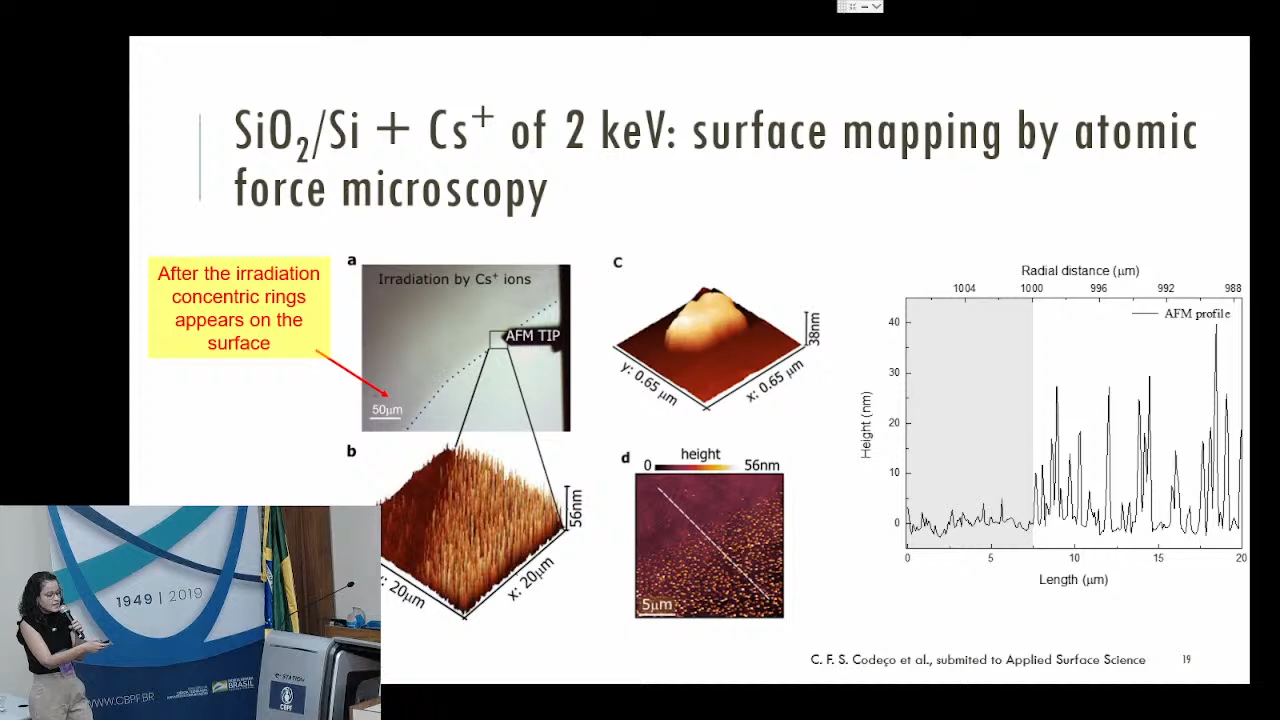 SiO₂/Si + Cs⁺ of 2 keV: surface mapping by atomic
force microscopy
After the irradiation
concentric rings
appears on the
surface
a
Irradiation by Cs⁺ ions
AFM TIP
50μm
b
56nm
x: 20μm
y: 20μm
c
38nm
y: 0.65 μm
x: 0.65 μm
d
height
0
56nm
5μm
Radial distance (μm)
1004 1000 996 992 988
AFM profile
Height (nm)
40
30
20
10
0
0 5 10 15 20
Length (μm)
C. F. S. Codeço et al., submited to Applied Surface Science
19
1949 | 2019
WWW.CBPF.BR
BRASIL
STATION
CBPF